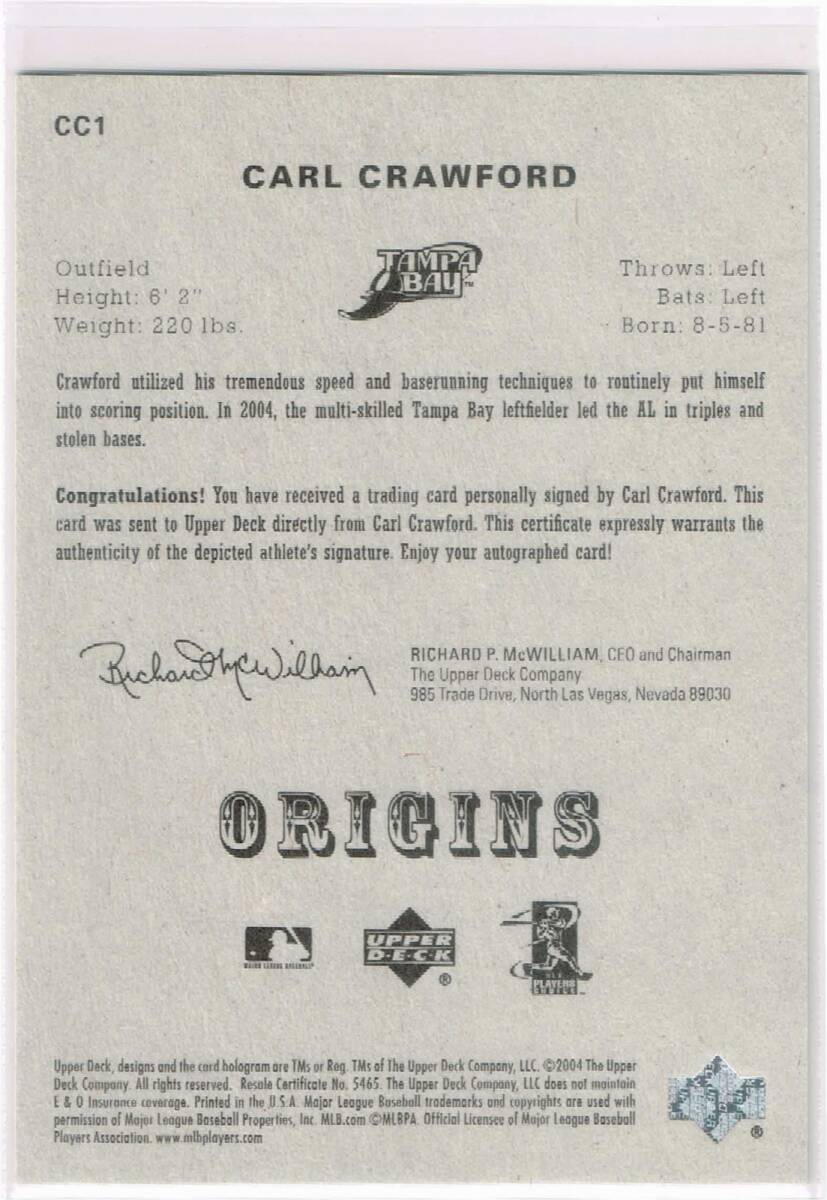 CC1
CARL CRAWFORD
Outfield
Height: 6' 2"
Weight: 220 lbs.
TAMPA
BAY™
Throws: Left
Bats: Left
Born: 8-5-81
Crawford utilized his tremendous speed and baserunning techniques to routinely put himself
into scoring position. In 2004, the multi-skilled Tampa Bay leftfielder led the AL in triples and
stolen bases.
Congratulations! You have received a trading card personally signed by Carl Crawford. This
card was sent to Upper Deck directly from Carl Crawford. This certificate expressly warrants the
authenticity of the depicted athlete's signature. Enjoy your autographed card!
Richard McWilliam
RICHARD P. McWILLIAM, CEO and Chairman
The Upper Deck Company
985 Trade Drive, North Las Vegas, Nevada 89030
ORIGINS
MAJOR LEAGUE BASEBALL
UPPER
D·E·C·K
®
PLAYERS
CHOICE
Upper Deck, designs and the card hologram are TMs or Reg. TMs of The Upper Deck Company, LLC. ©2004 The Upper
Deck Company. All rights reserved. Resale Certificate No. 5465. The Upper Deck Company, LLC does not maintain
E & O Insurance coverage. Printed in the U.S.A. Major League Baseball trademarks and copyrights are used with
permission of Major League Baseball Properties, Inc. MLB.com ©MLBPA. Official Licensee of Major League Baseball
Players Association. www.mlbplayers.com
®